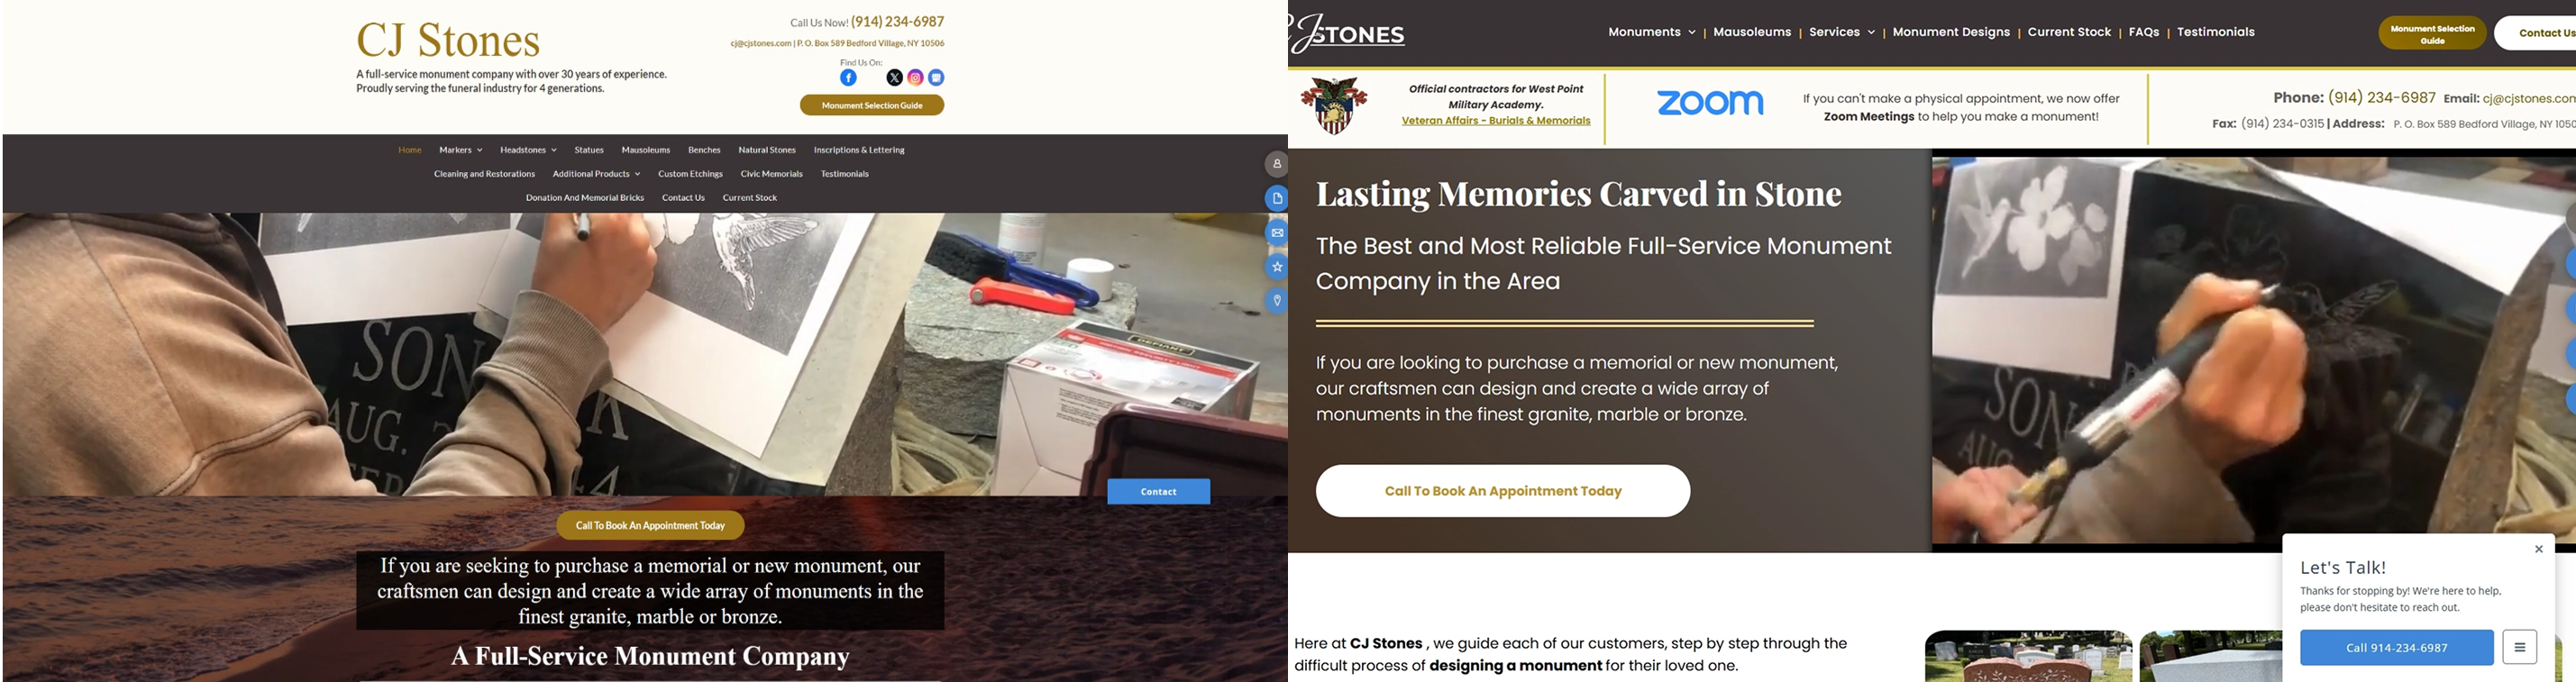 CJ Stones
A full-service monument company with over 30 years of experience.
Proudly serving the funeral industry for 4 generations.
Call Us Now! (914) 234-6987
cj@cjstones.com | P. O. Box 589 Bedford Village, NY 10506
Find Us On:
Monument Selection Guide
Home Markers Headstones Statues Mausoleums Benches Natural Stones Inscriptions & Lettering
Cleaning and Restorations Additional Products Custom Etchings Civic Memorials Testimonials
Donation And Memorial Bricks Contact Us Current Stock
SON
AUG.
DEFIANT
Contact
Call To Book An Appointment Today
If you are seeking to purchase a memorial or new monument, our
craftsmen can design and create a wide array of monuments in the
finest granite, marble or bronze.
A Full-Service Monument Company
CJ STONES
Monuments | Mausoleums | Services | Monument Designs | Current Stock | FAQs | Testimonials
Monument Selection
Guide
Contact Us
Official contractors for West Point
Military Academy.
Veteran Affairs - Burials & Memorials
zoom
If you can't make a physical appointment, we now offer
Zoom Meetings to help you make a monument!
Phone: (914) 234-6987 Email: cj@cjstones.com
Fax: (914) 234-0315 | Address: P. O. Box 589 Bedford Village, NY 1050
Lasting Memories Carved in Stone
The Best and Most Reliable Full-Service Monument
Company in the Area
If you are looking to purchase a memorial or new monument,
our craftsmen can design and create a wide array of
monuments in the finest granite, marble or bronze.
Call To Book An Appointment Today
SON
AUG
Here at CJ Stones , we guide each of our customers, step by step through the
difficult process of designing a monument for their loved one.
Let's Talk!
Thanks for stopping by! We're here to help,
please don't hesitate to reach out.
Call 914-234-6987